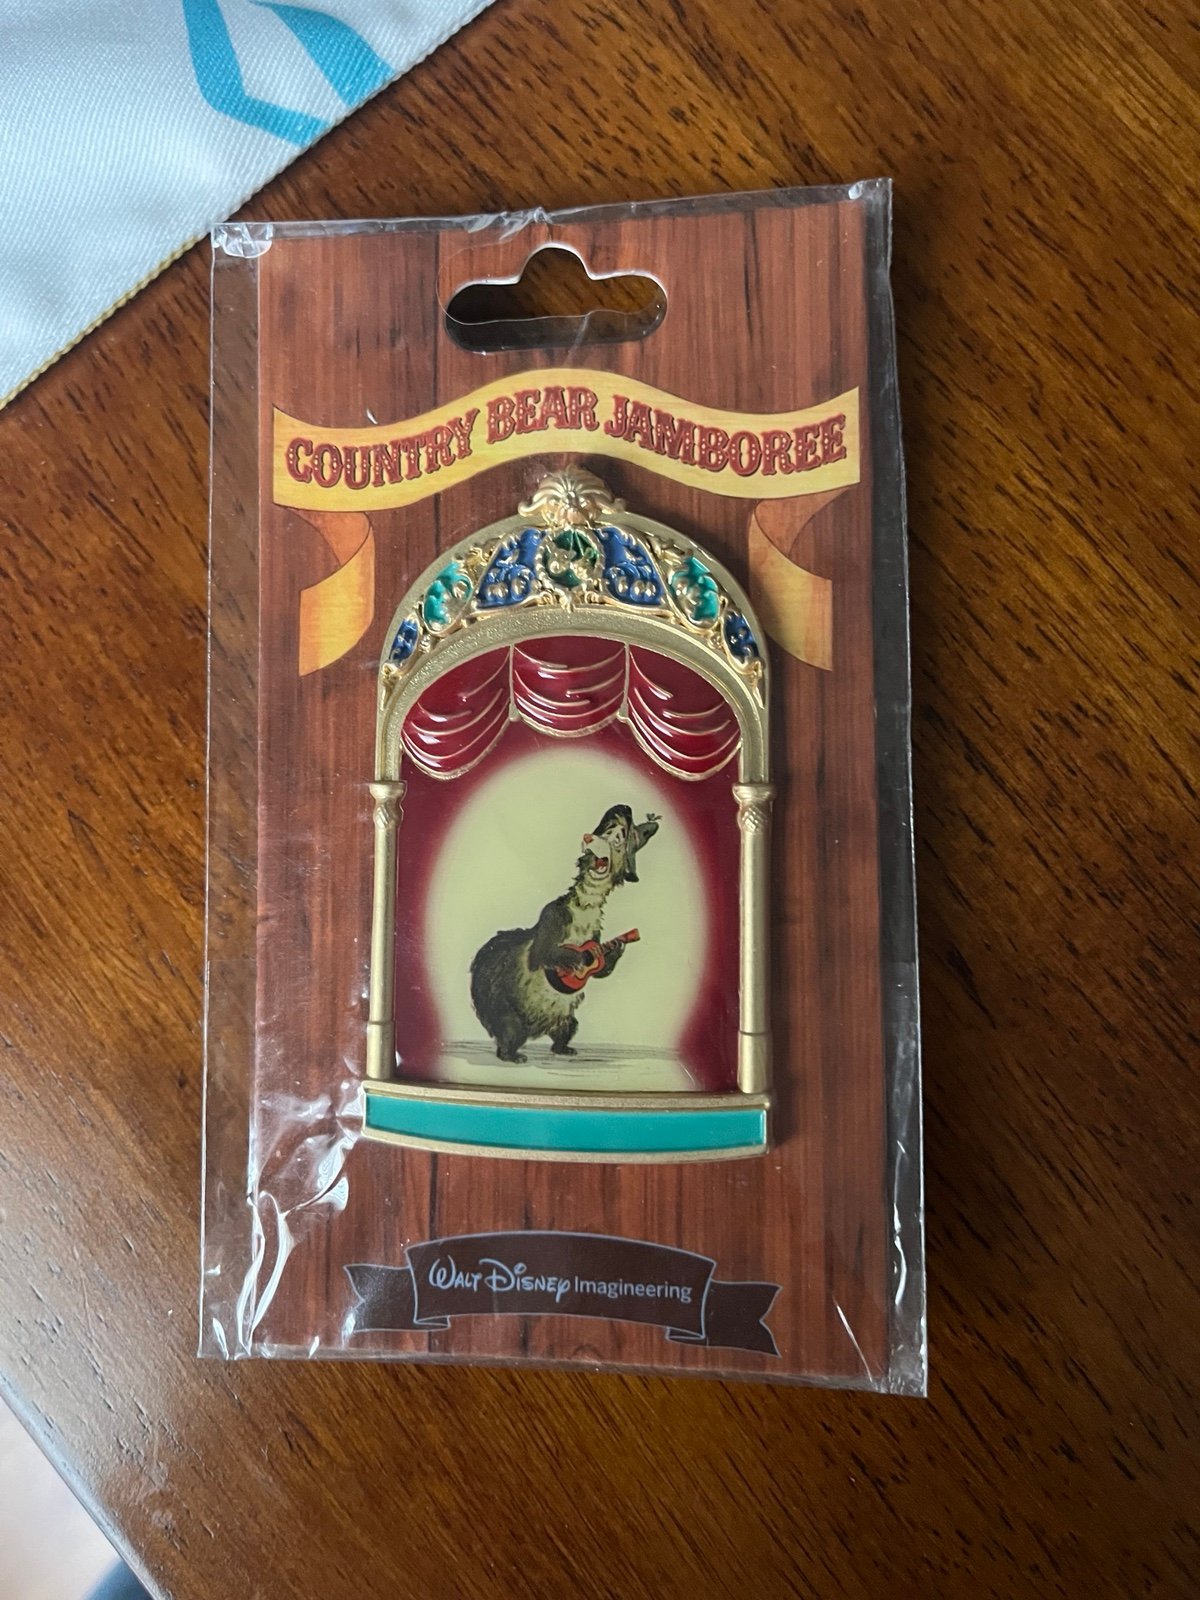 COUNTRY BEAR JAMBOREE
WALT DISNEY Imagineering